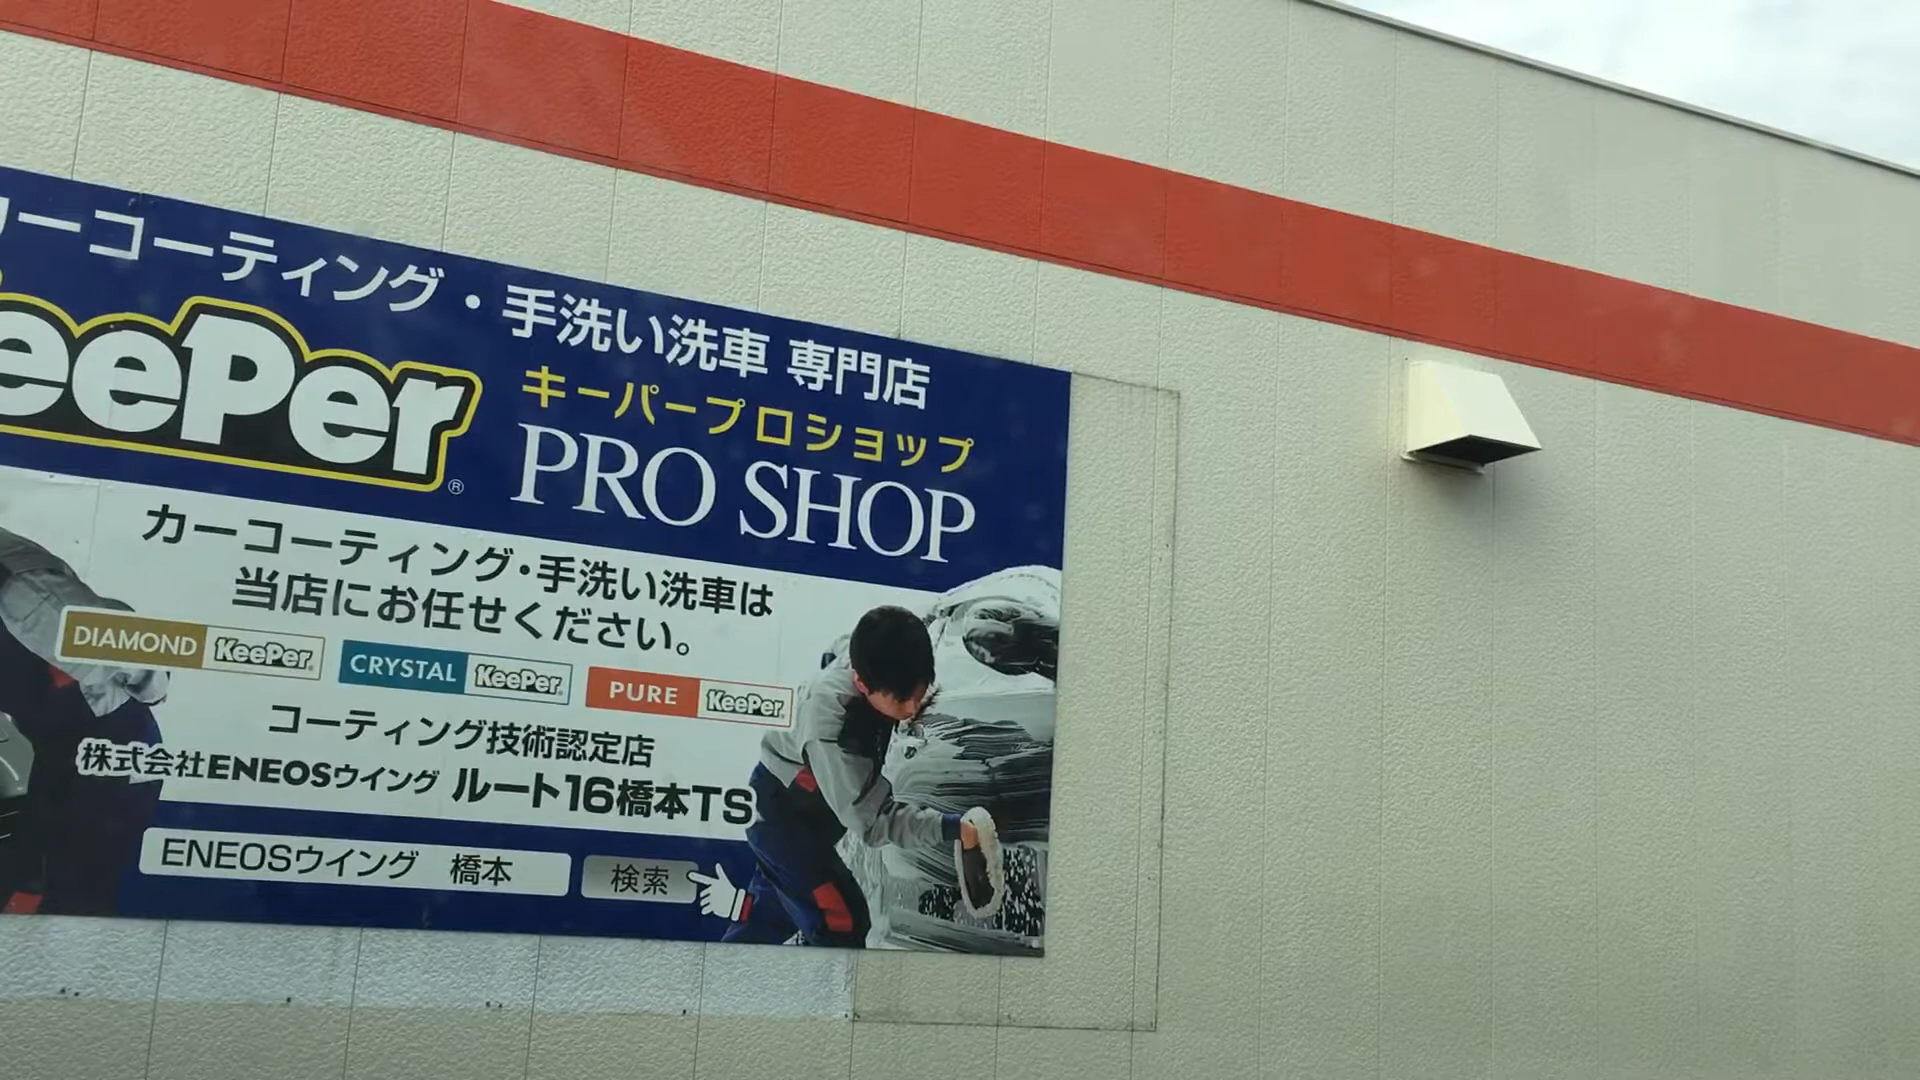 ーコーティング・手洗い洗車 専門店
KeePer®
キーパープロショップ
PRO SHOP
カーコーティング・手洗い洗車は
当店にお任せください。
DIAMOND KeePer® CRYSTAL KeePer® PURE KeePer®
コーティング技術認定店
株式会社ENEOSウイング ルート16橋本TS
ENEOSウイング 橋本 検索